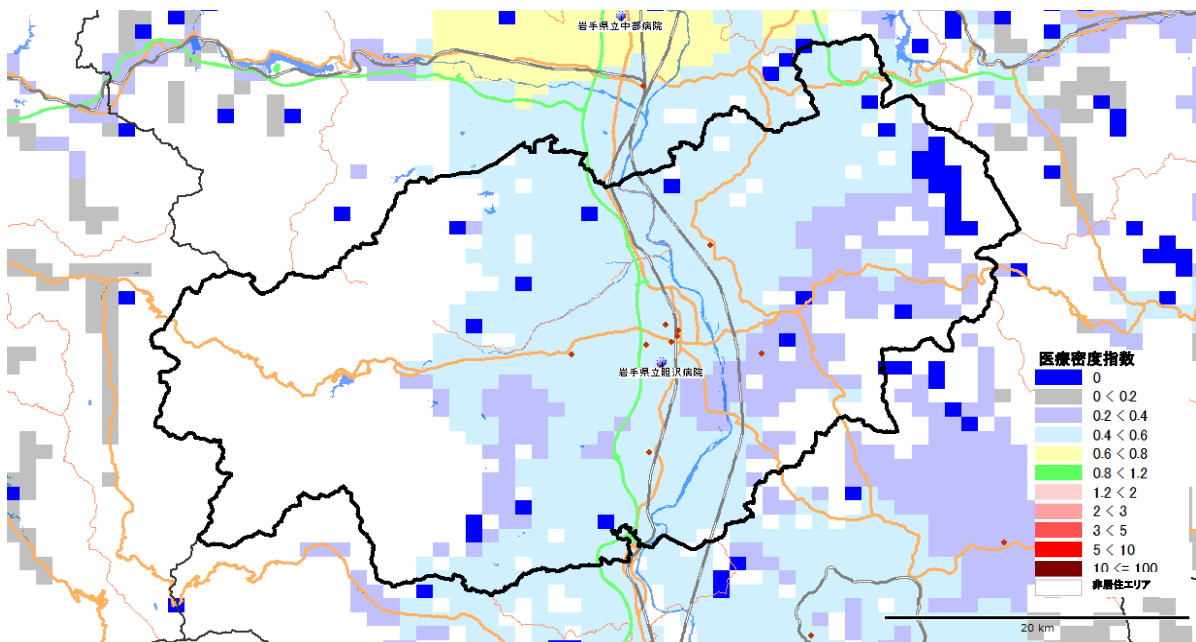 岩手県立中部病院
岩手県立胆沢病院
医療密度指数
0
0 < 0.2
0.2 < 0.4
0.4 < 0.6
0.6 < 0.8
0.8 < 1.2
1.2 < 2
2 < 3
3 < 5
5 < 10
10 <= 100
非居住エリア
20 km